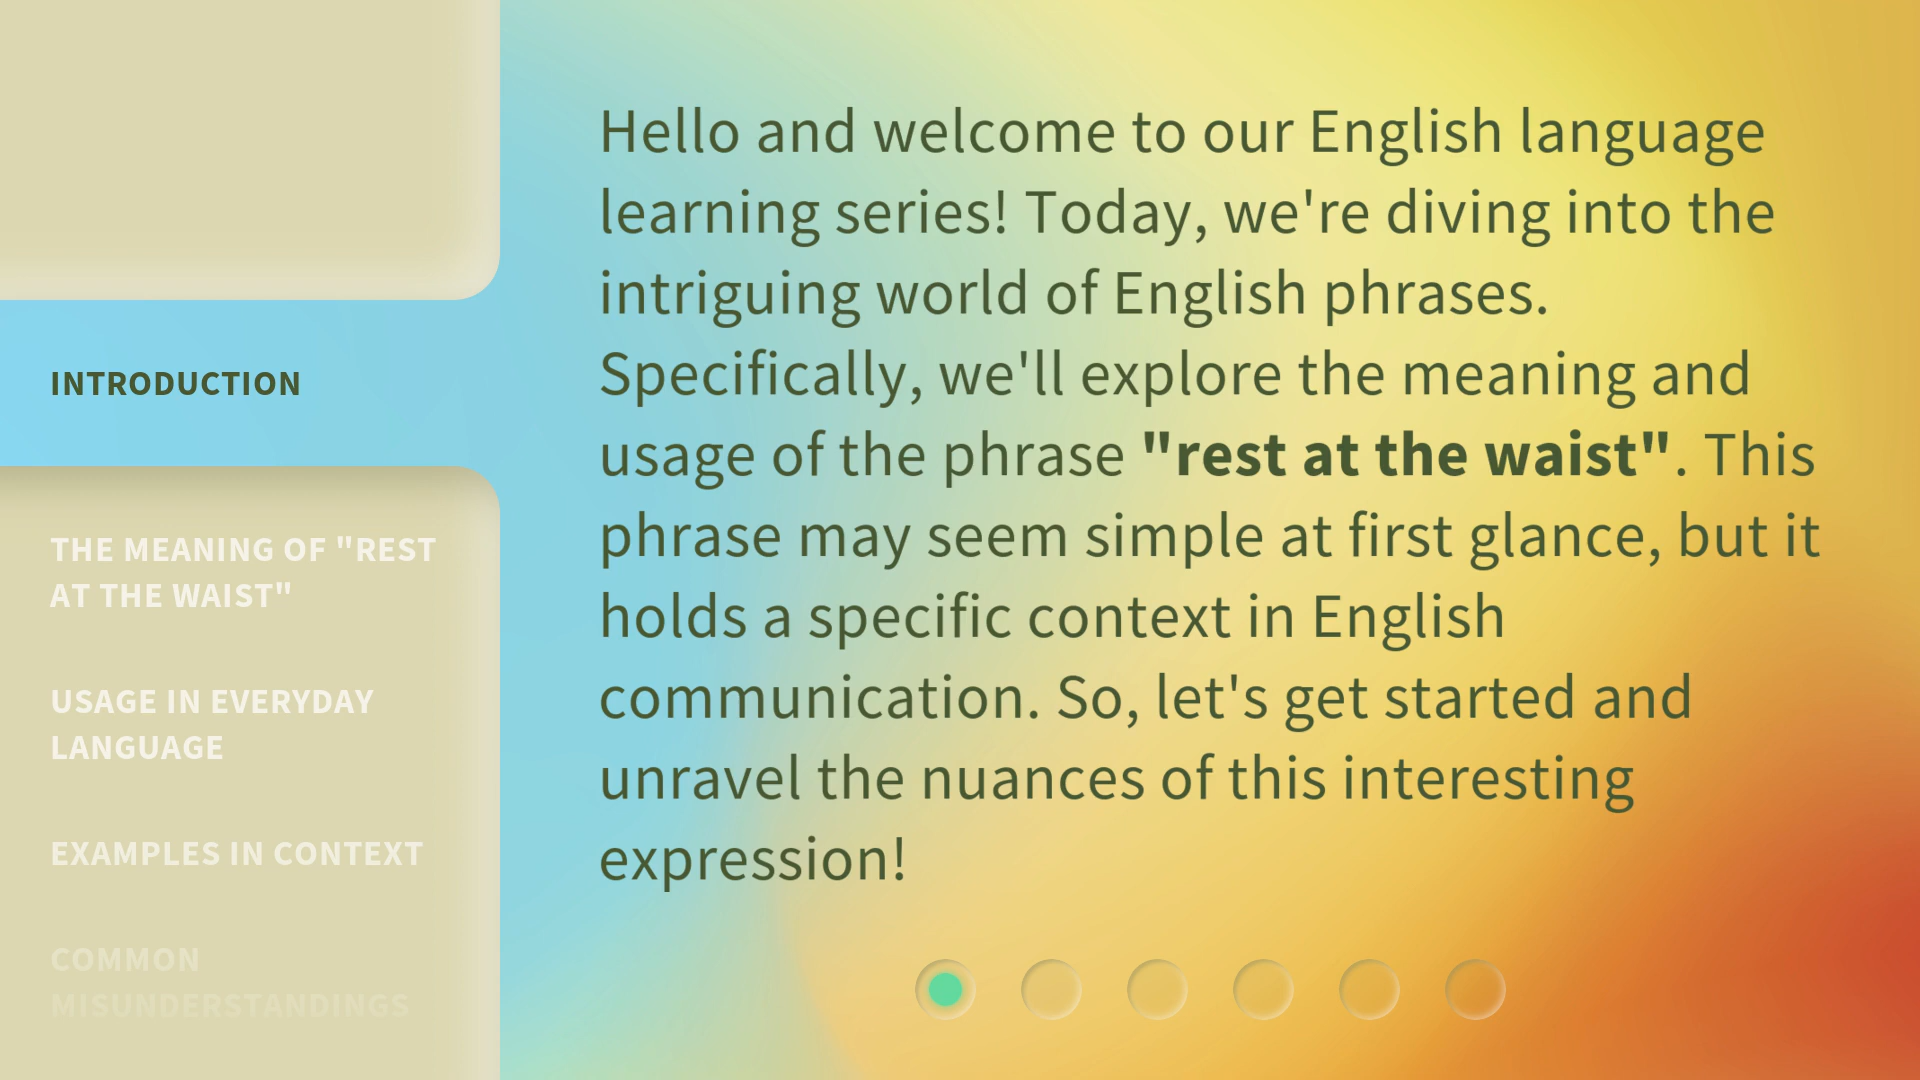 INTRODUCTION
THE MEANING OF "REST
AT THE WAIST"
USAGE IN EVERYDAY
LANGUAGE
EXAMPLES IN CONTEXT
COMMON
MISUNDERSTANDINGS
Hello and welcome to our English language
learning series! Today, we're diving into the
intriguing world of English phrases.
Specifically, we'll explore the meaning and
usage of the phrase "rest at the waist". This
phrase may seem simple at first glance, but it
holds a specific context in English
communication. So, let's get started and
unravel the nuances of this interesting
expression!